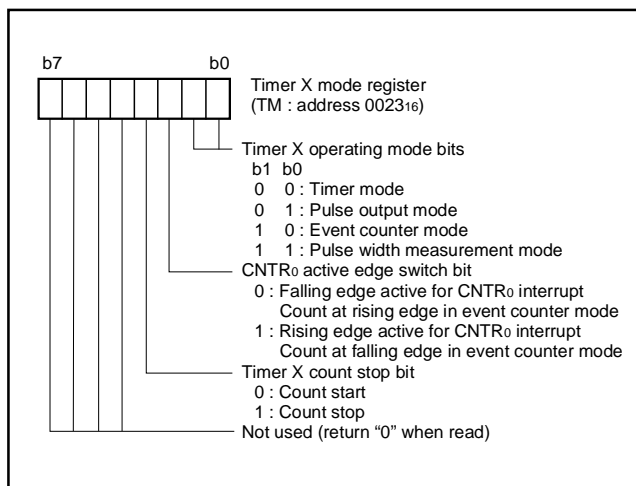 b7 b0
Timer X mode register
(TM : address 002316)
Timer X operating mode bits
b1 b0
0 0 : Timer mode
0 1 : Pulse output mode
1 0 : Event counter mode
1 1 : Pulse width measurement mode
CNTR0 active edge switch bit
0 : Falling edge active for CNTR0 interrupt
Count at rising edge in event counter mode
1 : Rising edge active for CNTR0 interrupt
Count at falling edge in event counter mode
Timer X count stop bit
0 : Count start
1 : Count stop
Not used (return “0” when read)